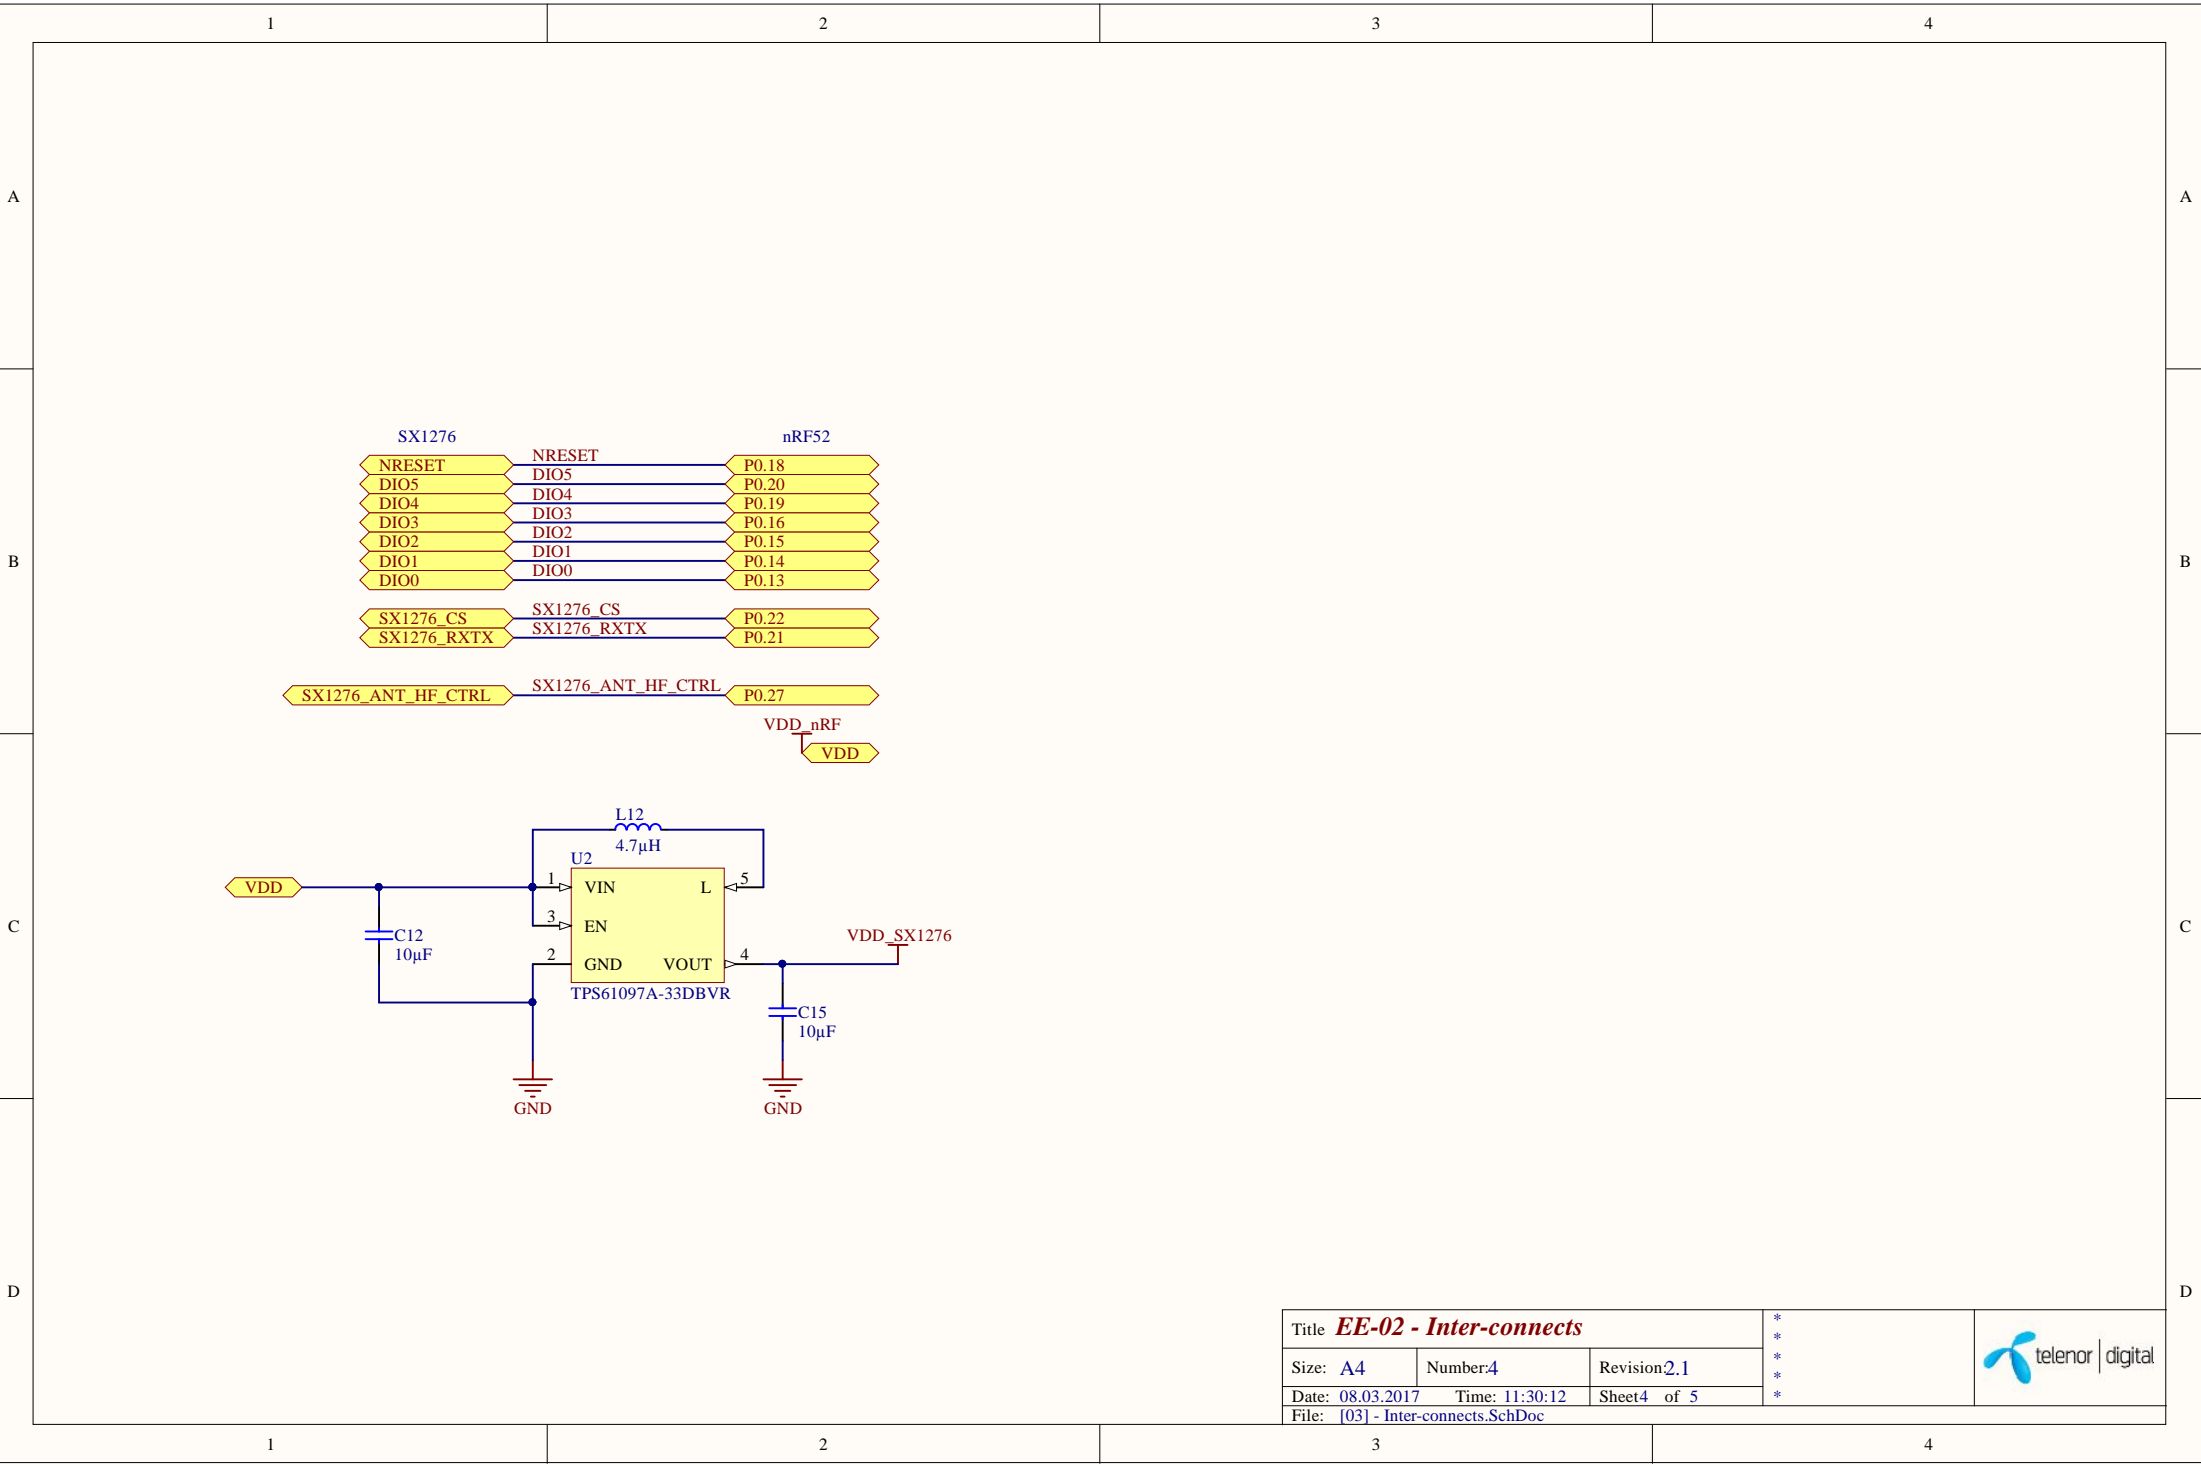 1 2 3 4
A A
B B
C C
D D
SX1276 nRF52
NRESET NRESET P0.18
DIO5 DIO5 P0.20
DIO4 DIO4 P0.19
DIO3 DIO3 P0.16
DIO2 DIO2 P0.15
DIO1 DIO1 P0.14
DIO0 DIO0 P0.13
SX1276_CS SX1276_CS P0.22
SX1276_RXTX SX1276_RXTX P0.21
SX1276_ANT_HF_CTRL SX1276_ANT_HF_CTRL P0.27
VDD_nRF
VDD
L12
4.7µH
U2
VDD 1 VIN L 5
3 EN
C12
10µF
VDD_SX1276
2 GND VOUT 4
TPS61097A-33DBVR
C15
10µF
GND GND
Title EE-02 - Inter-connects
Size: A4 Number:4 Revision:2.1
Date: 08.03.2017 Time: 11:30:12 Sheet4 of 5
File: [03] - Inter-connects.SchDoc
*
*
*
*
*
telenor | digital
1 2 3 4